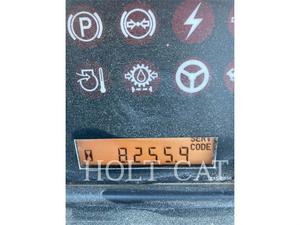 P
SERV
8255.9 CODE
HOLT CAT